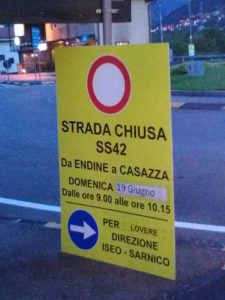 STRADA CHIUSA
SS42
Da ENDINE a CASAZZA
DOMENICA 19 Giugno
Dalle ore 9.00 alle ore 10.15
PER LOVERE
DIREZIONE
ISEO - SARNICO